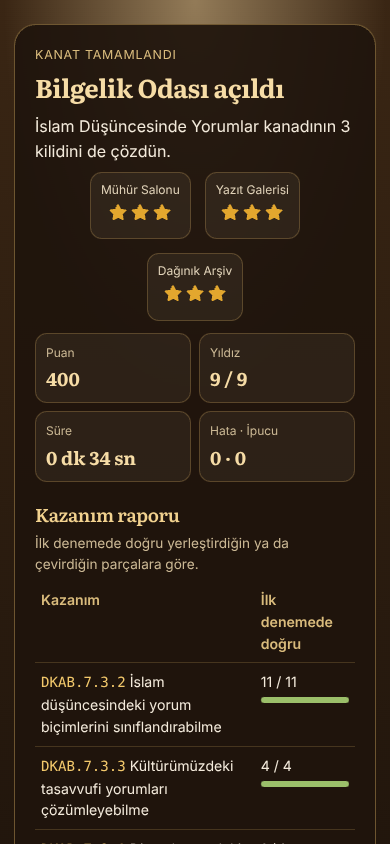 KANAT TAMAMLANDI
Bilgelik Odası açıldı
İslam Düşüncesinde Yorumlar kanadının 3
kilidini de çözdün.
Mühür Salonu
Yazıt Galerisi
Dağınık Arşiv
Puan
400
Yıldız
9 / 9
Süre
0 dk 34 sn
Hata · İpucu
0 · 0
Kazanım raporu
İlk denemede doğru yerleştirdiğin ya da
çevirdiğin parçalara göre.
Kazanım
İlk
denemede
doğru
DKAB.7.3.2 İslam
düşüncesindeki yorum
biçimlerini sınıflandırabilme
11 / 11
DKAB.7.3.3 Kültürümüzdeki
tasavvufi yorumları
çözümleyebilme
4 / 4